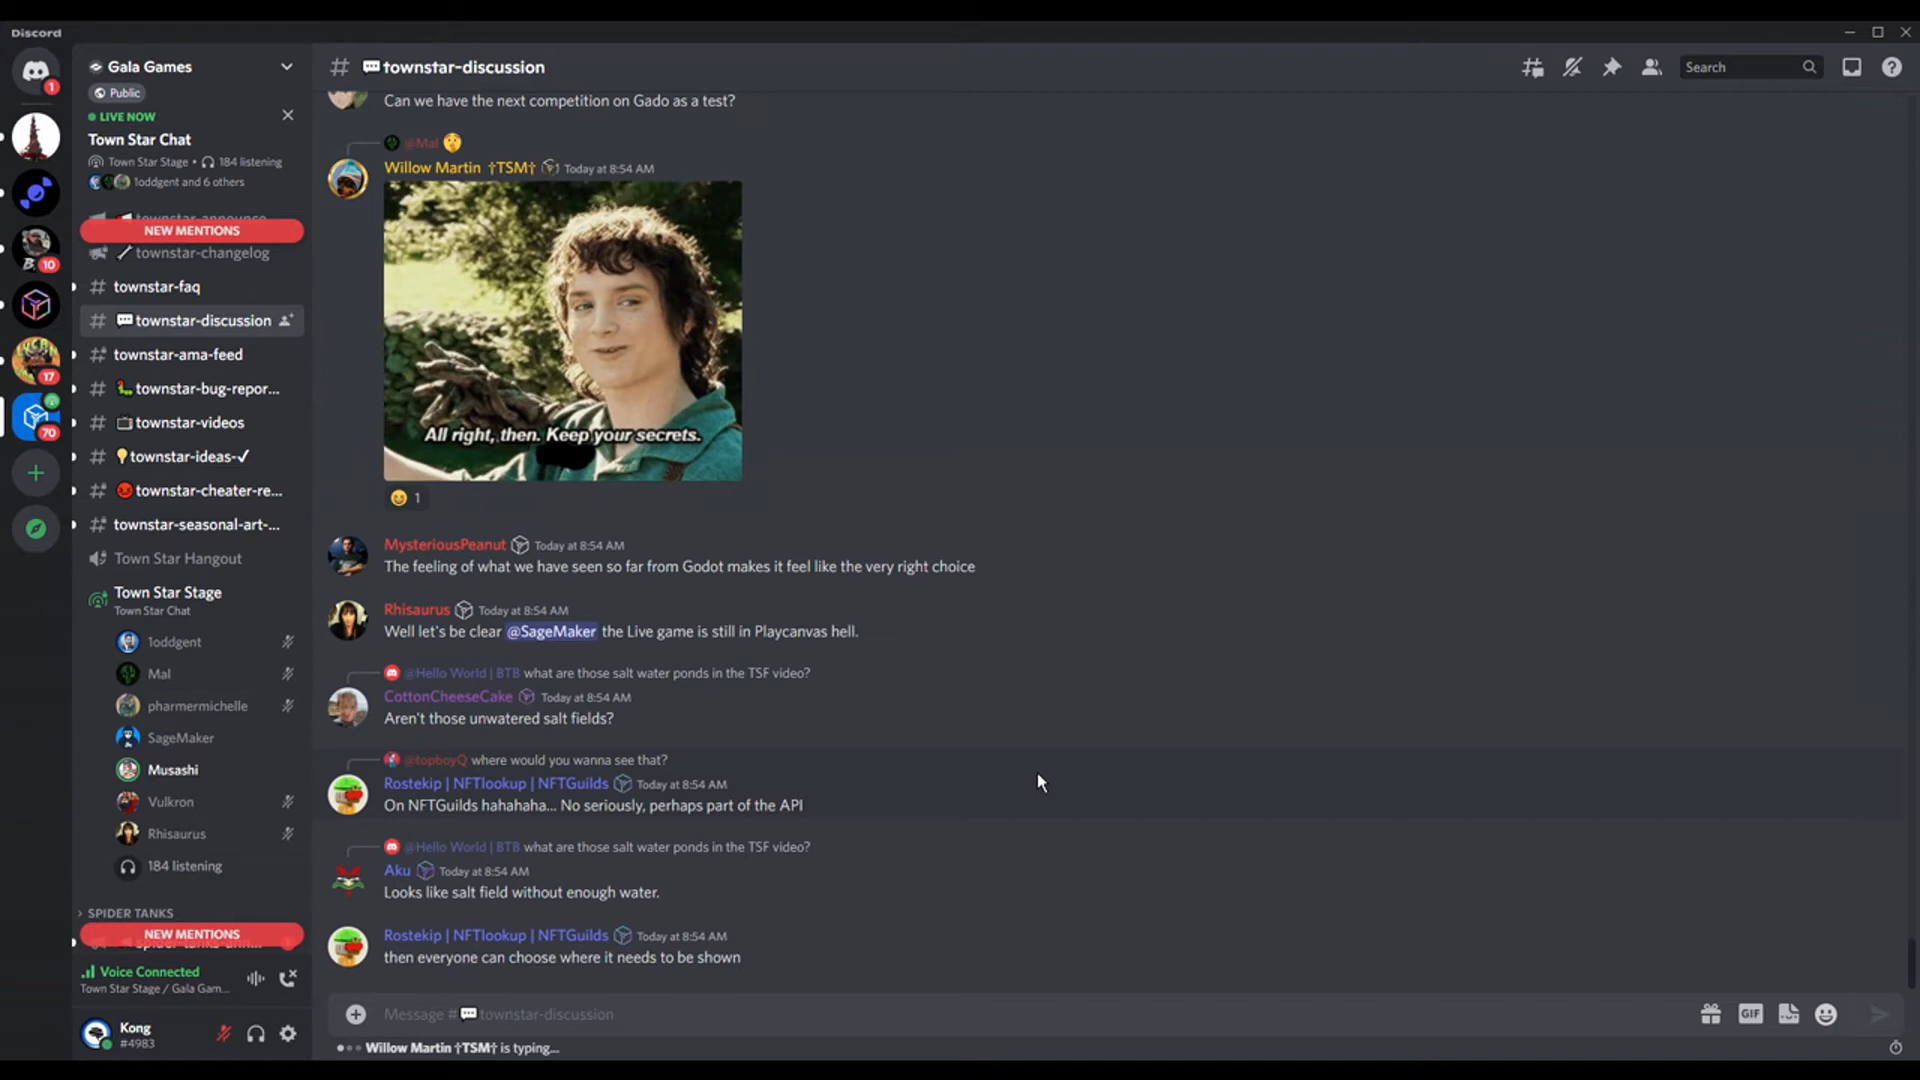 Discord
1
10
17
70
Gala Games
Public
LIVE NOW
Town Star Chat
Town Star Stage • 184 listening
1oddgent and 6 others
townstar-announce
NEW MENTIONS
townstar-changelog
townstar-faq
townstar-discussion
townstar-ama-feed
townstar-bug-repor...
townstar-videos
townstar-ideas-✓
townstar-cheater-re...
townstar-seasonal-art-...
Town Star Hangout
Town Star Stage
Town Star Chat
1oddgent
Mal
pharmermichelle
SageMaker
Musashi
Vulkron
Rhisaurus
184 listening
SPIDER TANKS
NEW MENTIONS
Voice Connected
Town Star Stage / Gala Gam...
Kong
#4983
# townstar-discussion
Search
Can we have the next competition on Gado as a test?
@Mal
Willow Martin †TSM† Today at 8:54 AM
All right, then. Keep your secrets.
1
MysteriousPeanut Today at 8:54 AM
The feeling of what we have seen so far from Godot makes it feel like the very right choice
Rhisaurus Today at 8:54 AM
Well let's be clear @SageMaker the Live game is still in Playcanvas hell.
@Hello World | BTB what are those salt water ponds in the TSF video?
CottonCheeseCake Today at 8:54 AM
Aren't those unwatered salt fields?
@topboyQ where would you wanna see that?
Rostekip | NFTlookup | NFTGuilds Today at 8:54 AM
On NFTGuilds hahahaha... No seriously, perhaps part of the API
@Hello World | BTB what are those salt water ponds in the TSF video?
Aku Today at 8:54 AM
Looks like salt field without enough water.
Rostekip | NFTlookup | NFTGuilds Today at 8:54 AM
then everyone can choose where it needs to be shown
Message # townstar-discussion
GIF
Willow Martin †TSM† is typing...